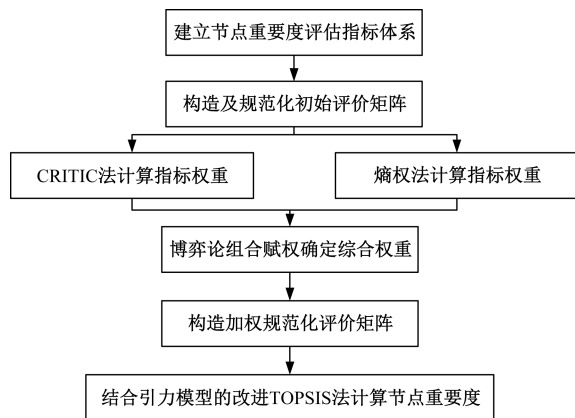 建立节点重要度评估指标体系
构造及规范化初始评价矩阵
CRITIC法计算指标权重
熵权法计算指标权重
博弈论组合赋权确定综合权重
构造加权规范化评价矩阵
结合引力模型的改进TOPSIS法计算节点重要度